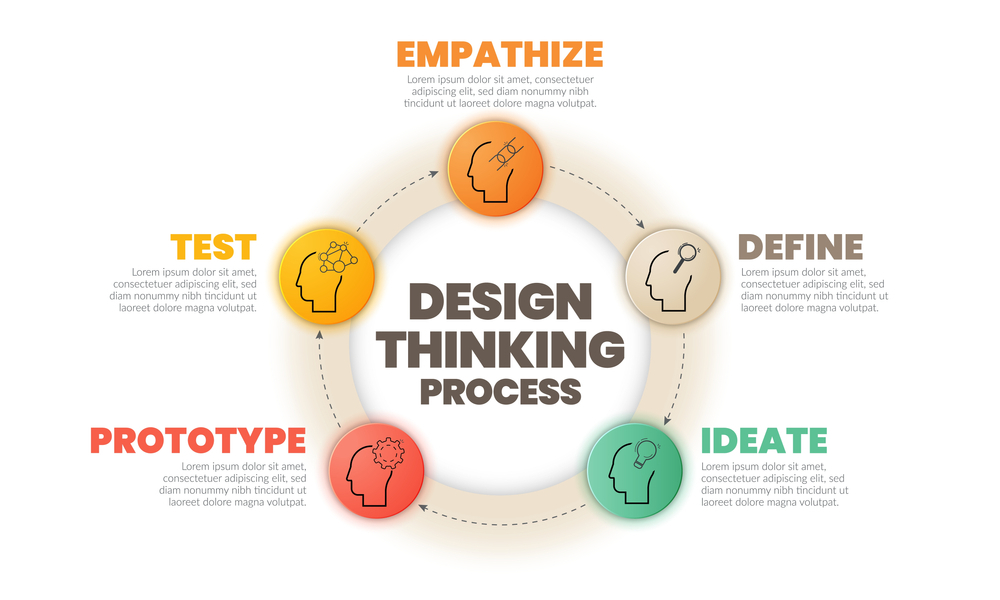 EMPATHIZE
Lorem ipsum dolor sit amet, consectetuer
adipiscing elit, sed diam nonummy nibh
tincidunt ut laoreet dolore magna volutpat.
TEST
Lorem ipsum dolor sit amet,
consectetuer adipiscing elit, sed
diam nonummy nibh tincidunt ut
laoreet dolore magna volutpat.
DEFINE
Lorem ipsum dolor sit amet,
consectetuer adipiscing elit, sed
diam nonummy nibh tincidunt ut
laoreet dolore magna volutpat.
DESIGN
THINKING
PROCESS
PROTOTYPE
Lorem ipsum dolor sit amet,
consectetuer adipiscing elit, sed
diam nonummy nibh tincidunt ut
laoreet dolore magna volutpat.
IDEATE
Lorem ipsum dolor sit amet,
consectetuer adipiscing elit, sed
diam nonummy nibh tincidunt ut
laoreet dolore magna volutpat.